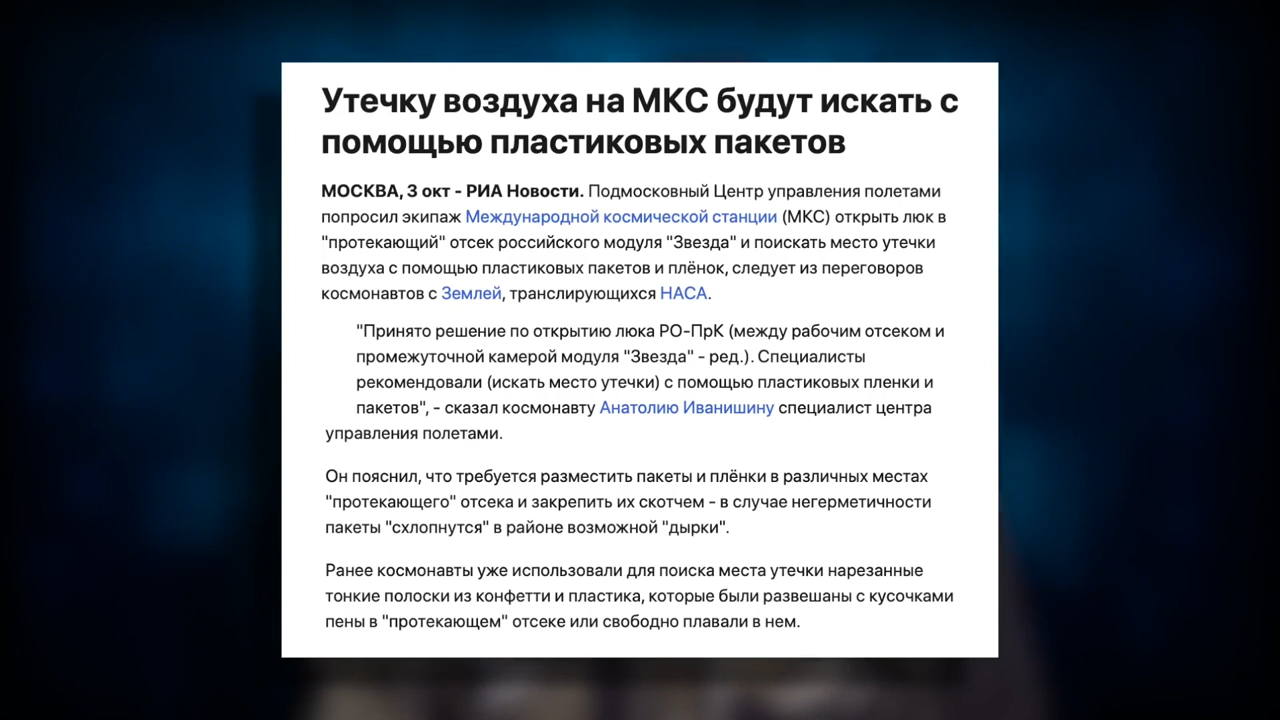 Утечку воздуха на МКС будут искать с
помощью пластиковых пакетов
МОСКВА, 3 окт - РИА Новости. Подмосковный Центр управления полетами
попросил экипаж Международной космической станции (МКС) открыть люк в
"протекающий" отсек российского модуля "Звезда" и поискать место утечки
воздуха с помощью пластиковых пакетов и плёнок, следует из переговоров
космонавтов с Землей, транслирующихся НАСА.
"Принято решение по открытию люка РО-ПрК (между рабочим отсеком и
промежуточной камерой модуля "Звезда" - ред.). Специалисты
рекомендовали (искать место утечки) с помощью пластиковых пленки и
пакетов", - сказал космонавту Анатолию Иванишину специалист центра
управления полетами.
Он пояснил, что требуется разместить пакеты и плёнки в различных местах
"протекающего" отсека и закрепить их скотчем - в случае негерметичности
пакеты "схлопнутся" в районе возможной "дырки".
Ранее космонавты уже использовали для поиска места утечки нарезанные
тонкие полоски из конфетти и пластика, которые были развешаны с кусочками
пены в "протекающем" отсеке или свободно плавали в нем.